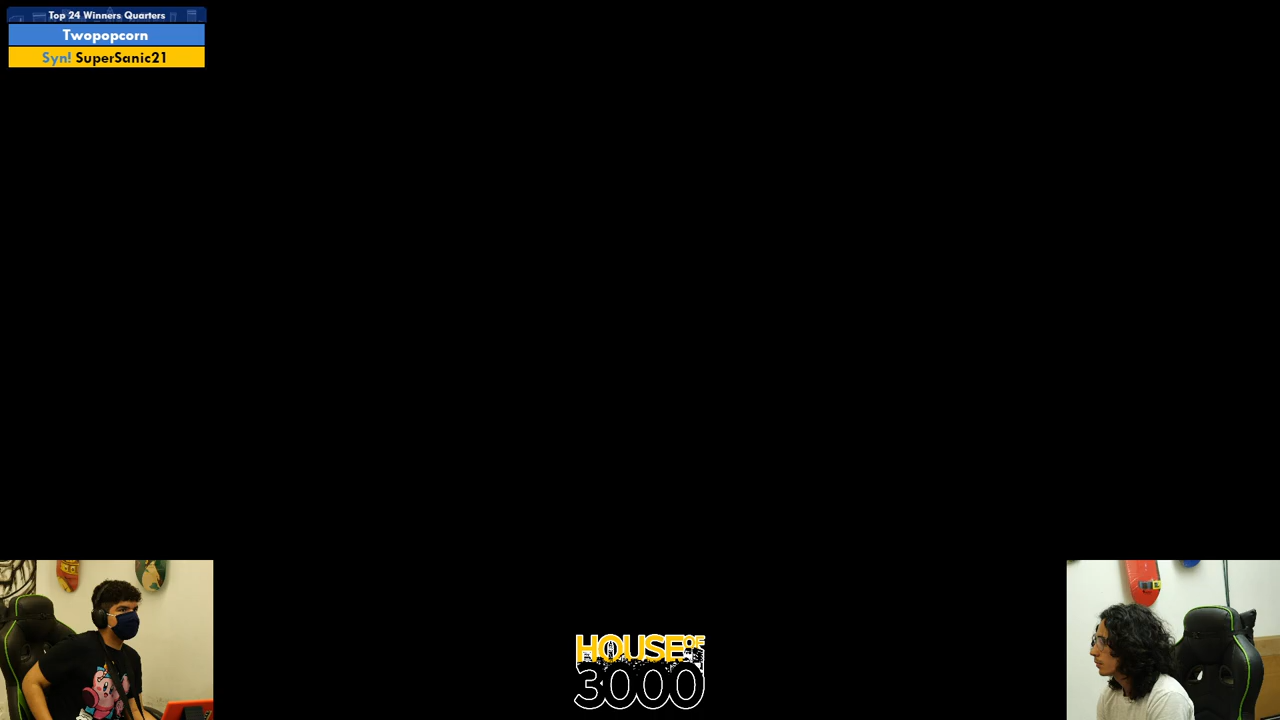 Top 24 Winners Quarters
Twopopcorn
Syn! SuperSanic21
HOUSE OF
3000